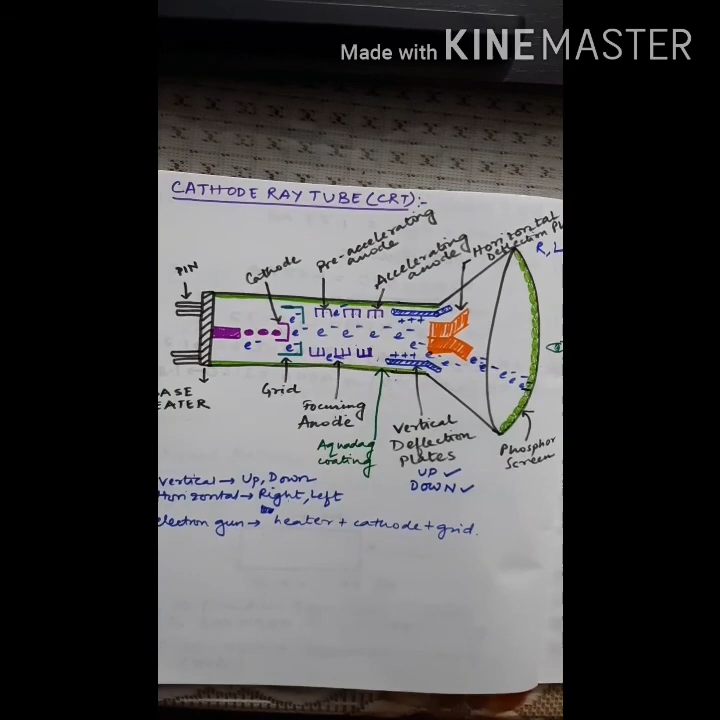 Made with KINEMASTER
CATHODE RAY TUBE (CRT):-
PIN
Cathode
Pre-accelerating
anode
Accelerating
anode
Horizontal
Deflection Pl
R, L
e-
e-
+++
e- e- e- e- e- e-
e-
e-
e-
e-
+++
e- e-
e- e- e- e-
ASE
EATER
Grid
Focusing
Anode
Aquadag
coating
Vertical
Deflection
Plates
UP ✓
DOWN ✓
Phosphor
Screen
vertical → Up, Down
Horizontal → Right, Left
electron gun → heater + cathode + grid.